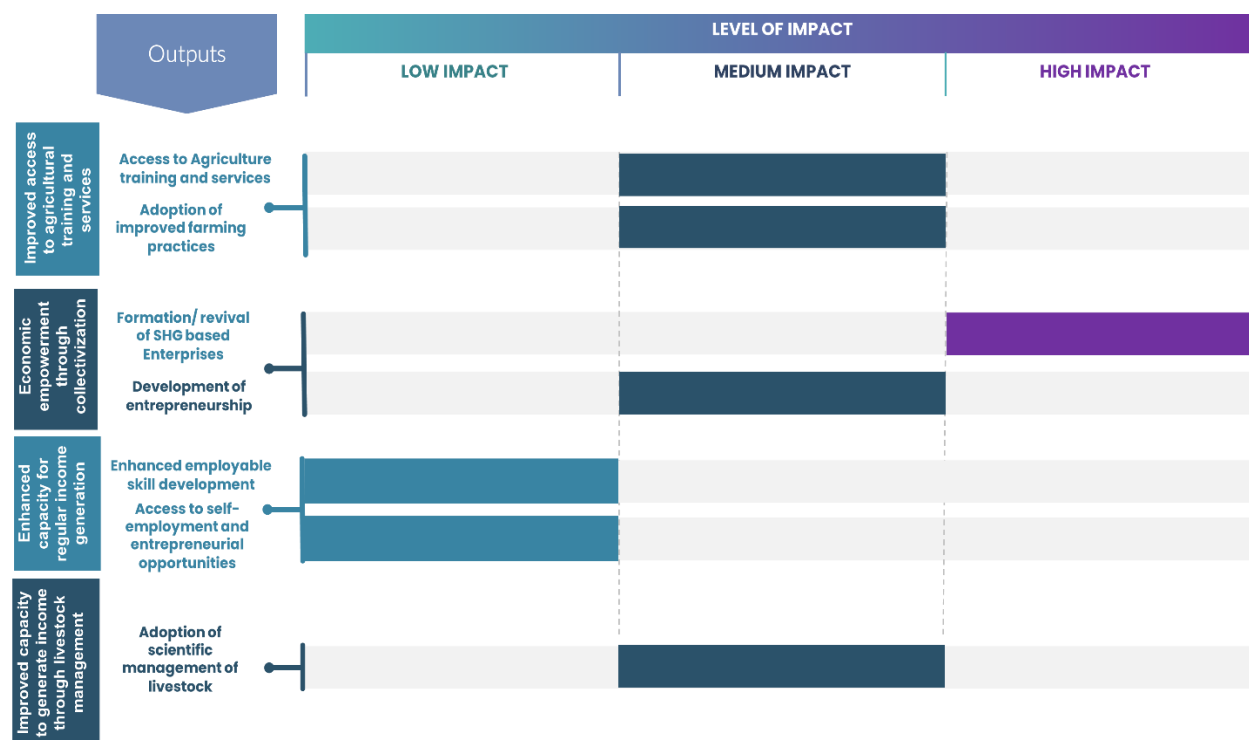 Outputs
LEVEL OF IMPACT
LOW IMPACT
MEDIUM IMPACT
HIGH IMPACT
Improved access
to agricultural
training and
services
Access to Agriculture
training and services
Adoption of
improved farming
practices
Economic
empowerment
through
collectivization
Formation/ revival
of SHG based
Enterprises
Development of
entrepreneurship
Enhanced
capacity for
regular income
generation
Enhanced employable
skill development
Access to self-
employment and
entrepreneurial
opportunities
Improved capacity
to generate income
through livestock
management
Adoption of
scientific
management of
livestock